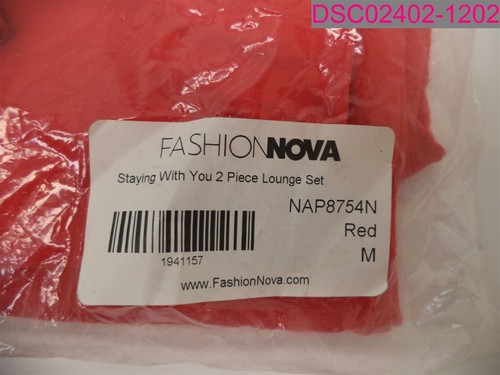 DSC02402-1202
FASHIONNOVA
Staying With You 2 Piece Lounge Set
NAP8754N
Red
M
1941157
www.FashionNova.com